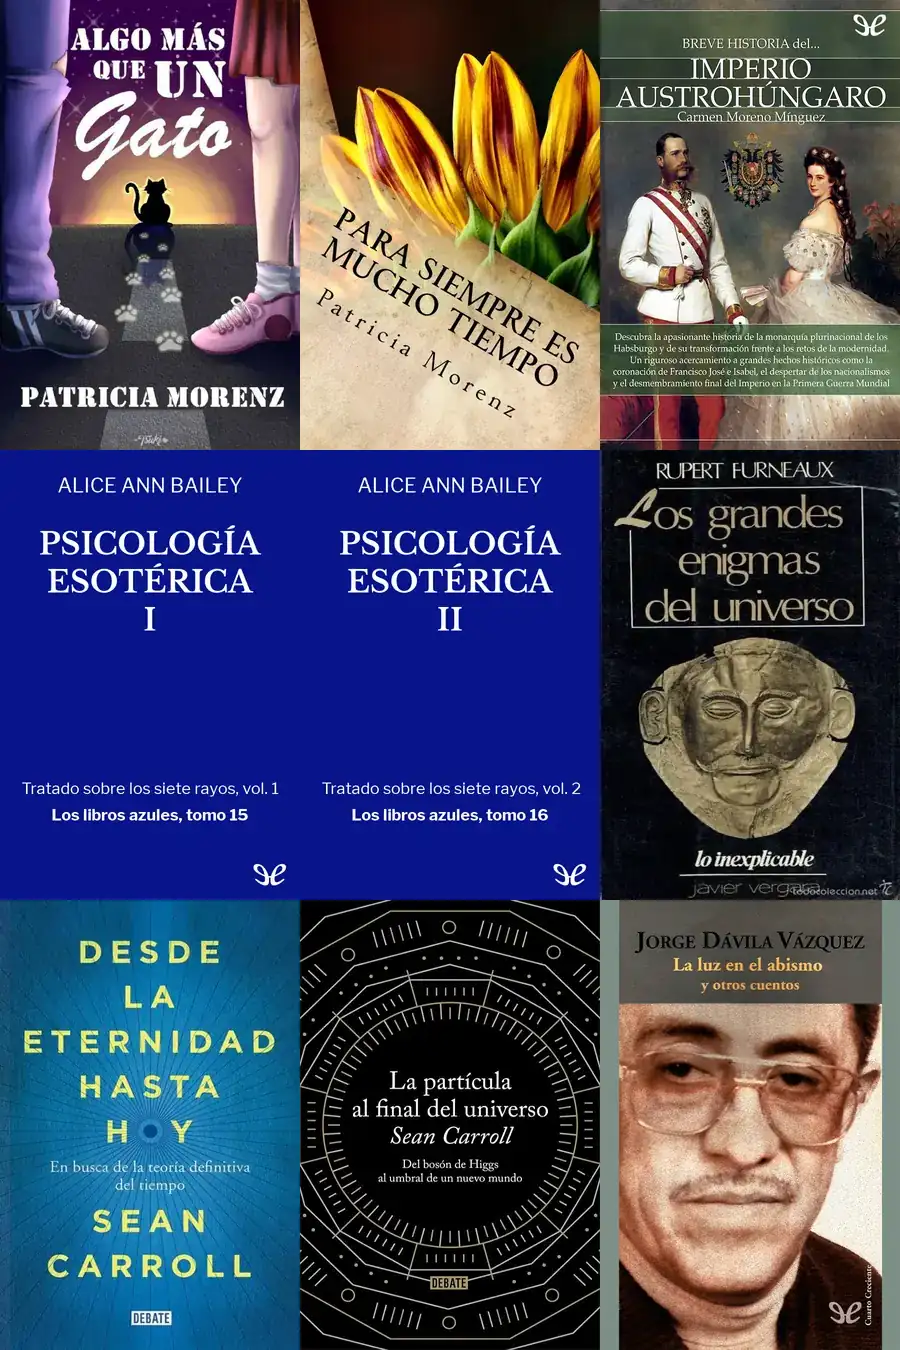 ALGO MÁS
QUE UN
Gato
PATRICIA MORENZ
Tsuki
PARA SIEMPRE ES
MUCHO TIEMPO
Patricia Morenz
BREVE HISTORIA del...
IMPERIO
AUSTROHÚNGARO
Carmen Moreno Mínguez
Descubra la apasionante historia de la monarquía plurinacional de los
Habsburgo y de su transformación frente a los retos de la modernidad.
Un riguroso acercamiento a grandes hechos históricos como la
coronación de Francisco José e Isabel, el despertar de los nacionalismos
y el desmembramiento final del Imperio en la Primera Guerra Mundial
ALICE ANN BAILEY
PSICOLOGÍA
ESOTÉRICA
I
Tratado sobre los siete rayos, vol. 1
Los libros azules, tomo 15
ALICE ANN BAILEY
PSICOLOGÍA
ESOTÉRICA
II
Tratado sobre los siete rayos, vol. 2
Los libros azules, tomo 16
RUPERT FURNEAUX
Los grandes
enigmas
del universo
lo inexplicable
javier vergara
todocoleccion.net
DESDE
LA
ETERNIDAD
HASTA
HOY
En busca de la teoría definitiva
del tiempo
SEAN
CARROLL
DEBATE
La partícula
al final del universo
Sean Carroll
Del bosón de Higgs
al umbral de un nuevo mundo
DEBATE
JORGE DÁVILA VÁZQUEZ
La luz en el abismo
y otros cuentos
Cuarto Creciente